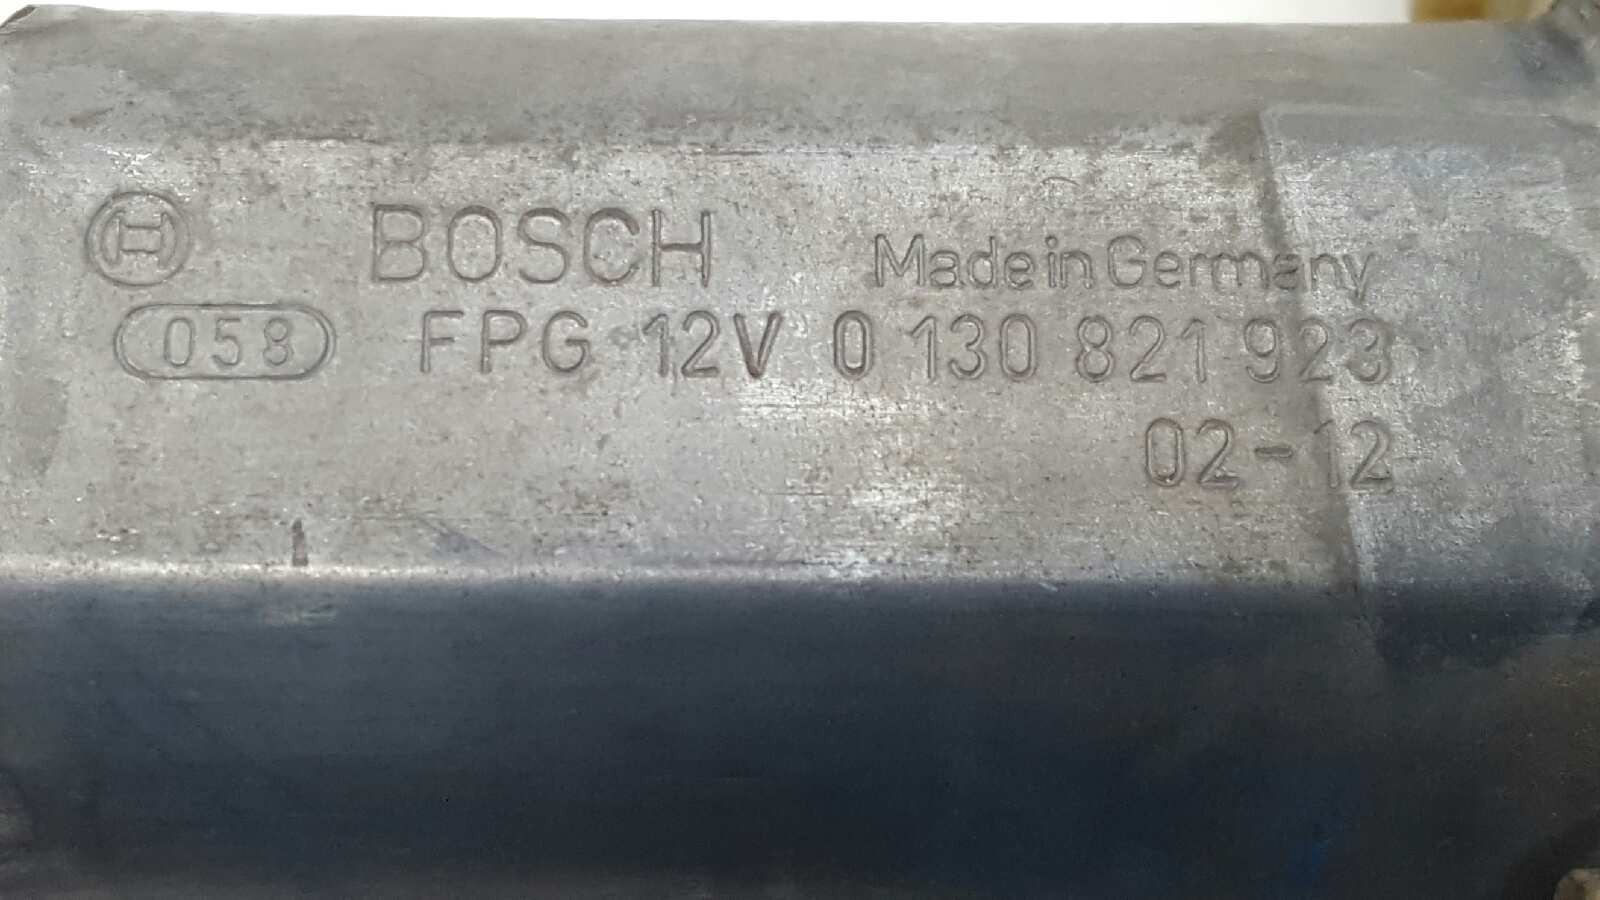 BOSCH Made in Germany
058 FPG 12V 0 130 821 923
02-12